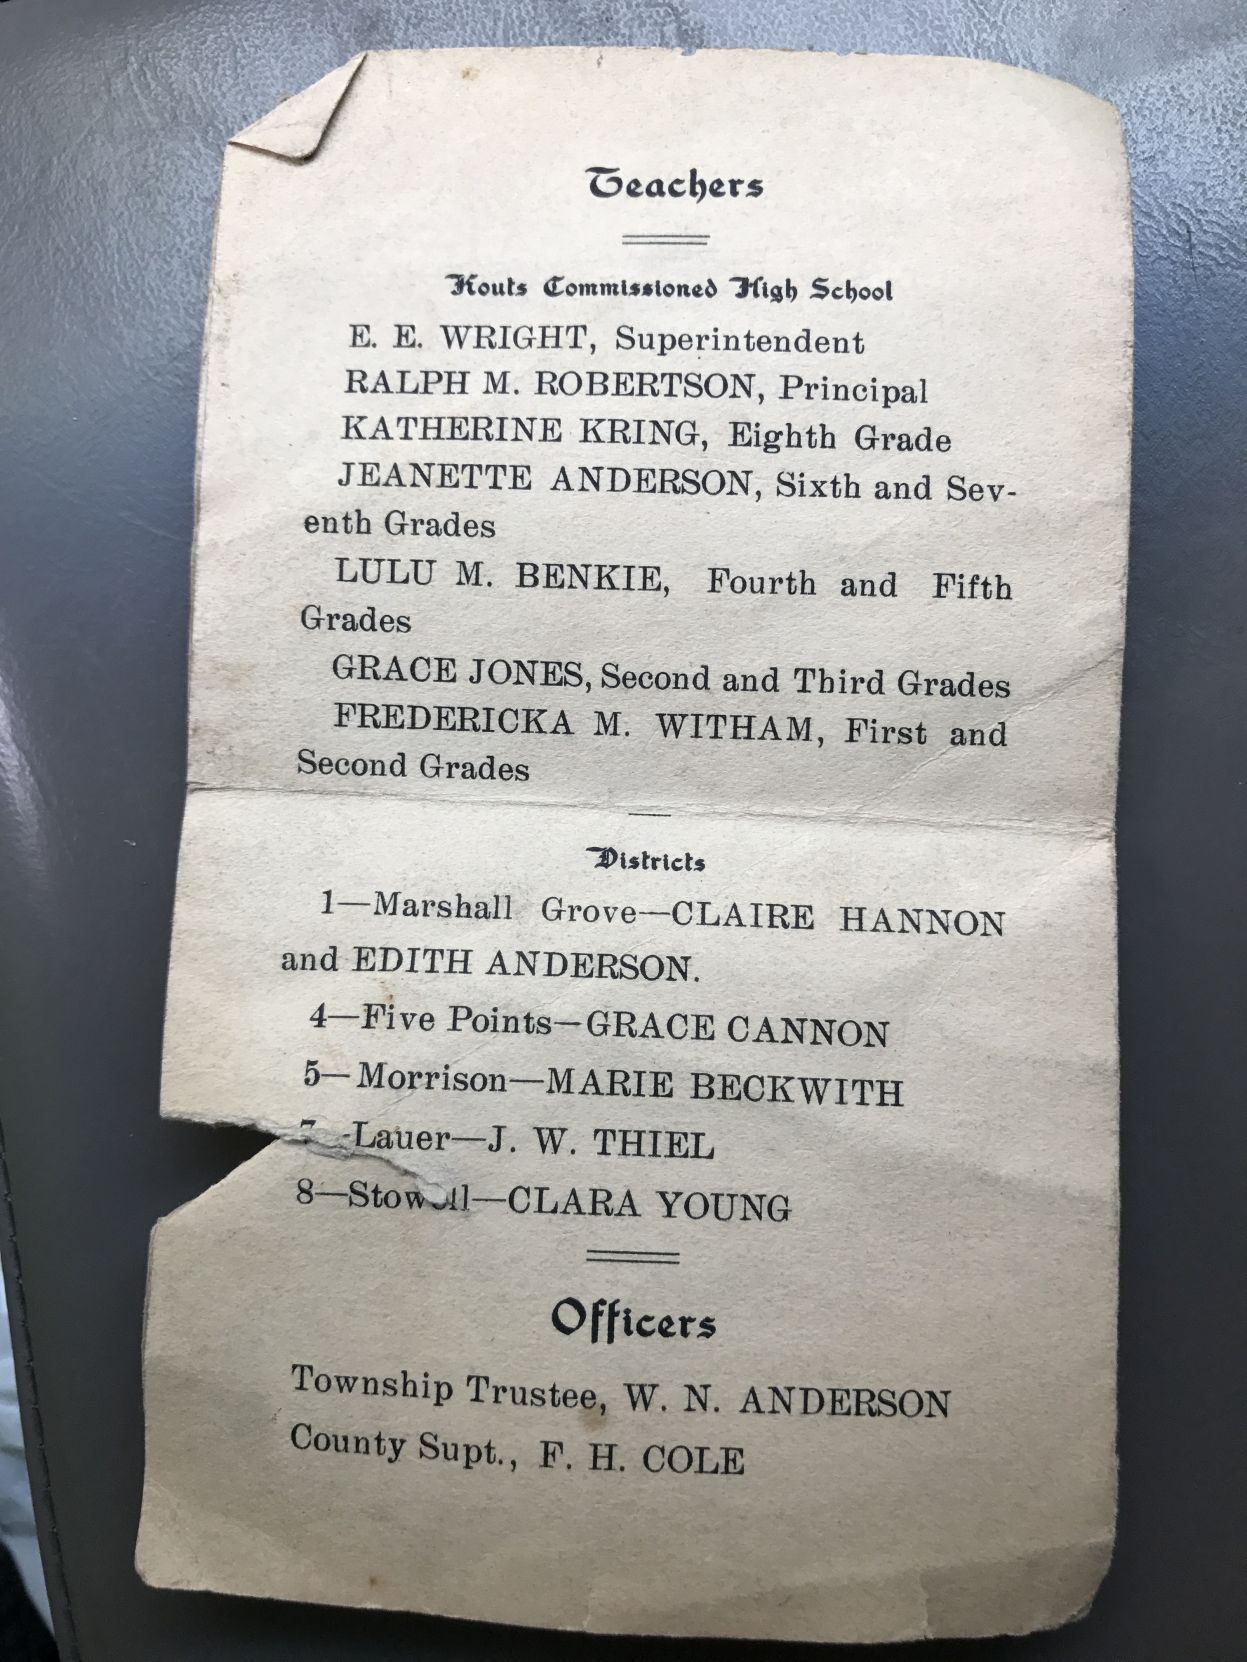 Teachers
Kouts Commissioned High School
E. E. WRIGHT, Superintendent
RALPH M. ROBERTSON, Principal
KATHERINE KRING, Eighth Grade
JEANETTE ANDERSON, Sixth and Sev-
enth Grades
LULU M. BENKIE, Fourth and Fifth
Grades
GRACE JONES, Second and Third Grades
FREDERICKA M. WITHAM, First and
Second Grades
Districts
1—Marshall Grove—CLAIRE HANNON
and EDITH ANDERSON.
4—Five Points—GRACE CANNON
5—Morrison—MARIE BECKWITH
7—Lauer—J. W. THIEL
8—Stowell—CLARA YOUNG
Officers
Township Trustee, W. N. ANDERSON
County Supt., F. H. COLE